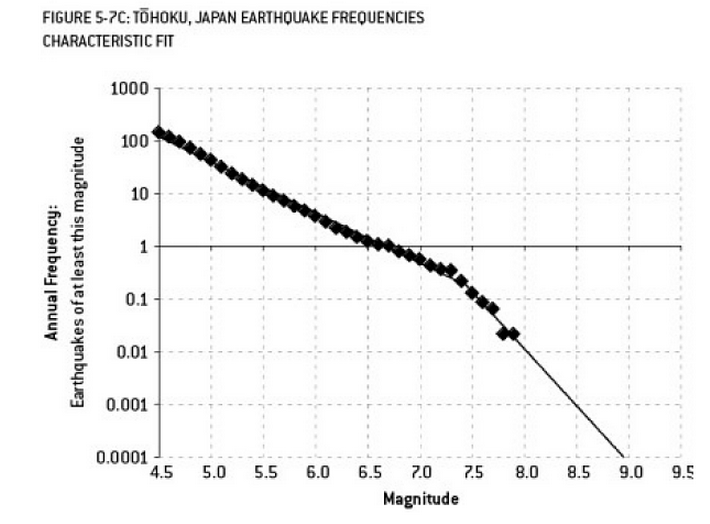 FIGURE 5-7C: TŌHOKU, JAPAN EARTHQUAKE FREQUENCIES
CHARACTERISTIC FIT
1000
100
10
1
0.1
0.01
0.001
0.0001
Annual Frequency:
Earthquakes of at least this magnitude
4.5 5.0 5.5 6.0 6.5 7.0 7.5 8.0 8.5 9.0 9.5
Magnitude